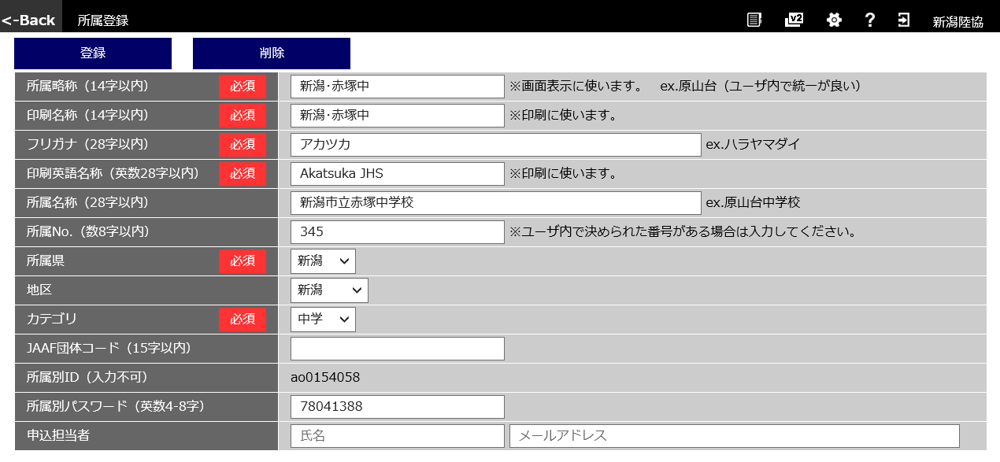 <-Back 所属登録 V2 ? 新潟陸協
登録 削除
所属略称（14字以内） 必須 新潟･赤塚中 ※画面表示に使います。 ex.原山台（ユーザ内で統一が良い）
印刷名称（14字以内） 必須 新潟･赤塚中 ※印刷に使います。
フリガナ（28字以内） 必須 アカツカ ex.ハラヤマダイ
印刷英語名称（英数28字以内） 必須 Akatsuka JHS ※印刷に使います。
所属名称（28字以内） 新潟市立赤塚中学校 ex.原山台中学校
所属No.（数8字以内） 345 ※ユーザ内で決められた番号がある場合は入力してください。
所属県 必須 新潟
地区 新潟
カテゴリ 必須 中学
JAAF団体コード（15字以内）
所属別ID（入力不可） ao0154058
所属別パスワード（英数4-8字） 78041388
申込担当者 氏名 メールアドレス